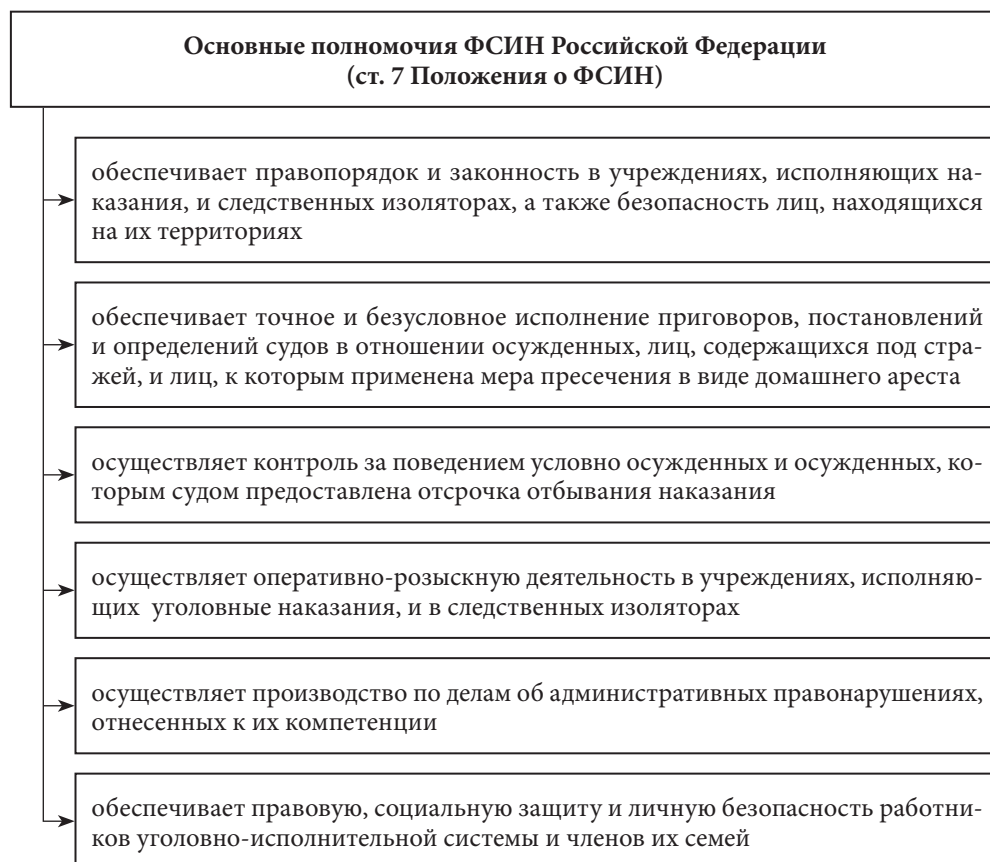 Основные полномочия ФСИН Российской Федерации
(ст. 7 Положения о ФСИН)
обеспечивает правопорядок и законность в учреждениях, исполняющих на-
казания, и следственных изоляторах, а также безопасность лиц, находящихся
на их территориях
обеспечивает точное и безусловное исполнение приговоров, постановлений
и определений судов в отношении осужденных, лиц, содержащихся под стра-
жей, и лиц, к которым применена мера пресечения в виде домашнего ареста
осуществляет контроль за поведением условно осужденных и осужденных, ко-
торым судом предоставлена отсрочка отбывания наказания
осуществляет оперативно-розыскную деятельность в учреждениях, исполняю-
щих уголовные наказания, и в следственных изоляторах
осуществляет производство по делам об административных правонарушениях,
отнесенных к их компетенции
обеспечивает правовую, социальную защиту и личную безопасность работни-
ков уголовно-исполнительной системы и членов их семей